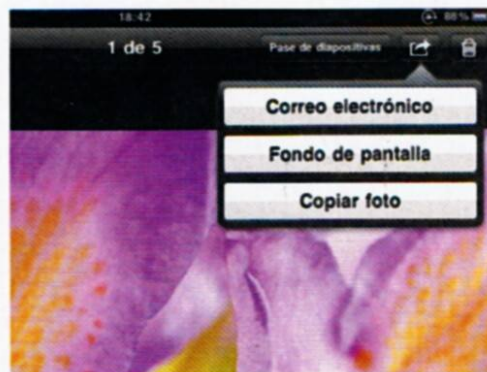 18:42
88 %
1 de 5
Pase de diapositivas
Correo electrónico
Fondo de pantalla
Copiar foto